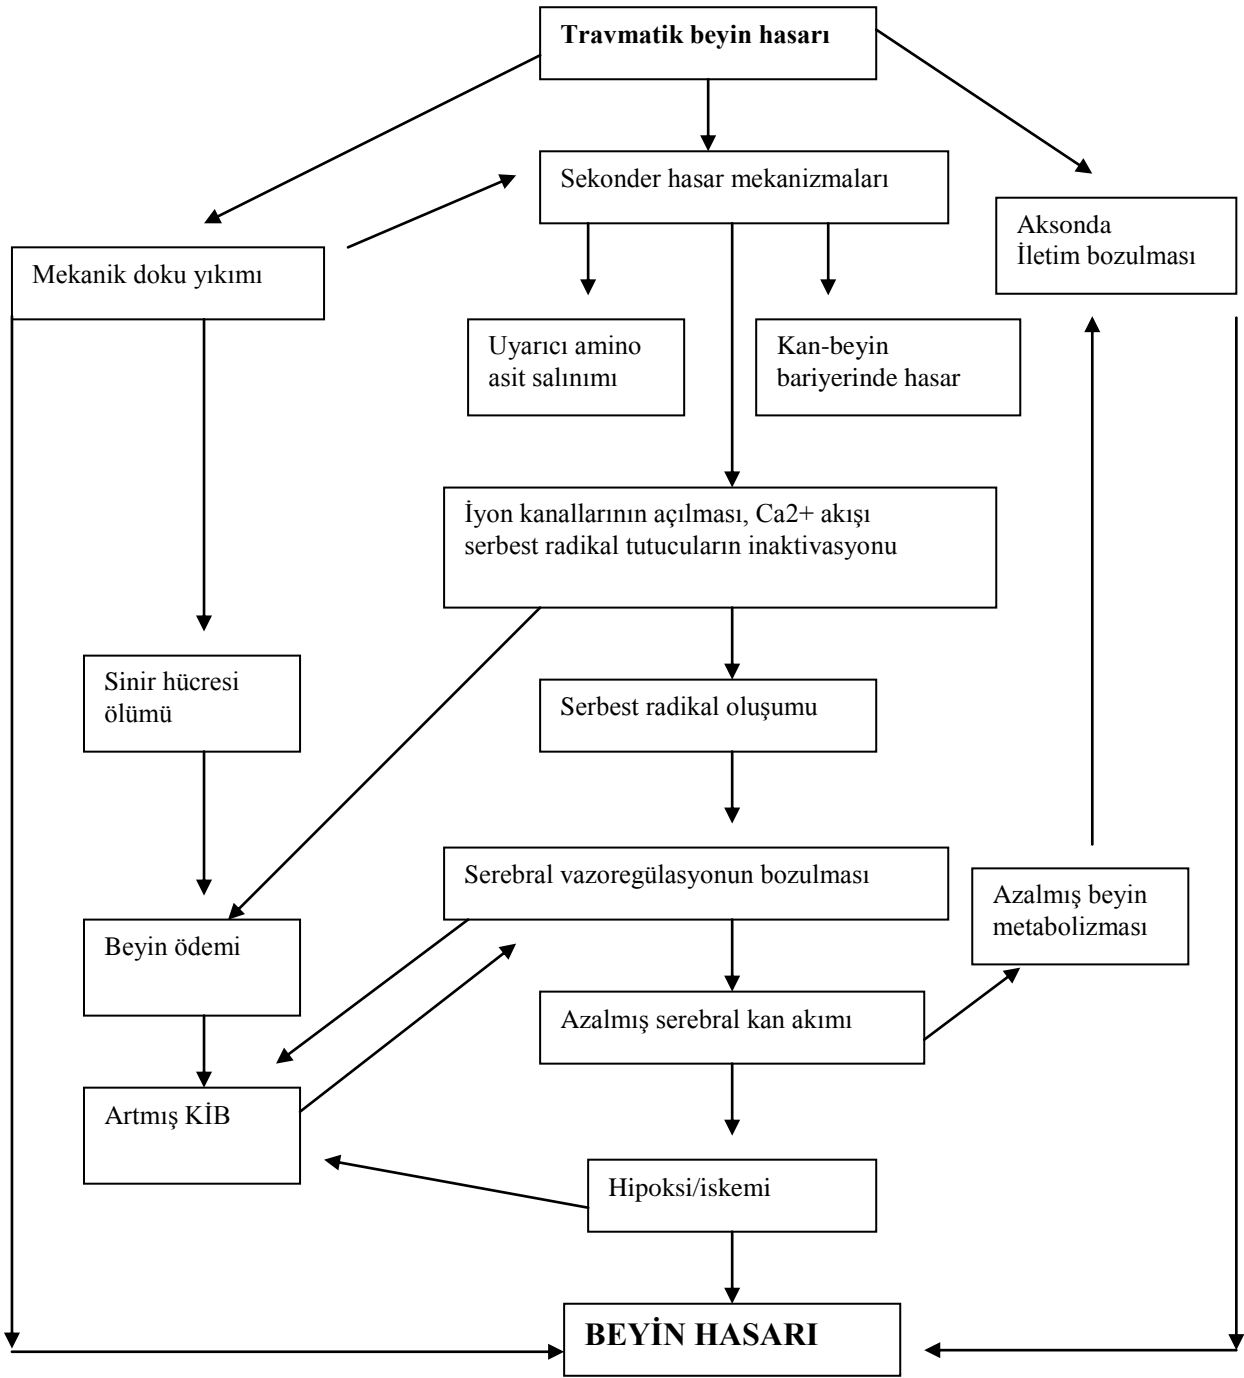 Travmatik beyin hasarı
Sekonder hasar mekanizmaları
Aksonda
İletim bozulması
Mekanik doku yıkımı
Uyarıcı amino
asit salınımı
Kan-beyin
bariyerinde hasar
İyon kanallarının açılması, Ca2+ akışı
serbest radikal tutucuların inaktivasyonu
Sinir hücresi
ölümü
Serbest radikal oluşumu
Serebral vazoregülasyonun bozulması
Azalmış beyin
metabolizması
Beyin ödemi
Azalmış serebral kan akımı
Artmış KİB
Hipoksi/iskemi
BEYİN HASARI